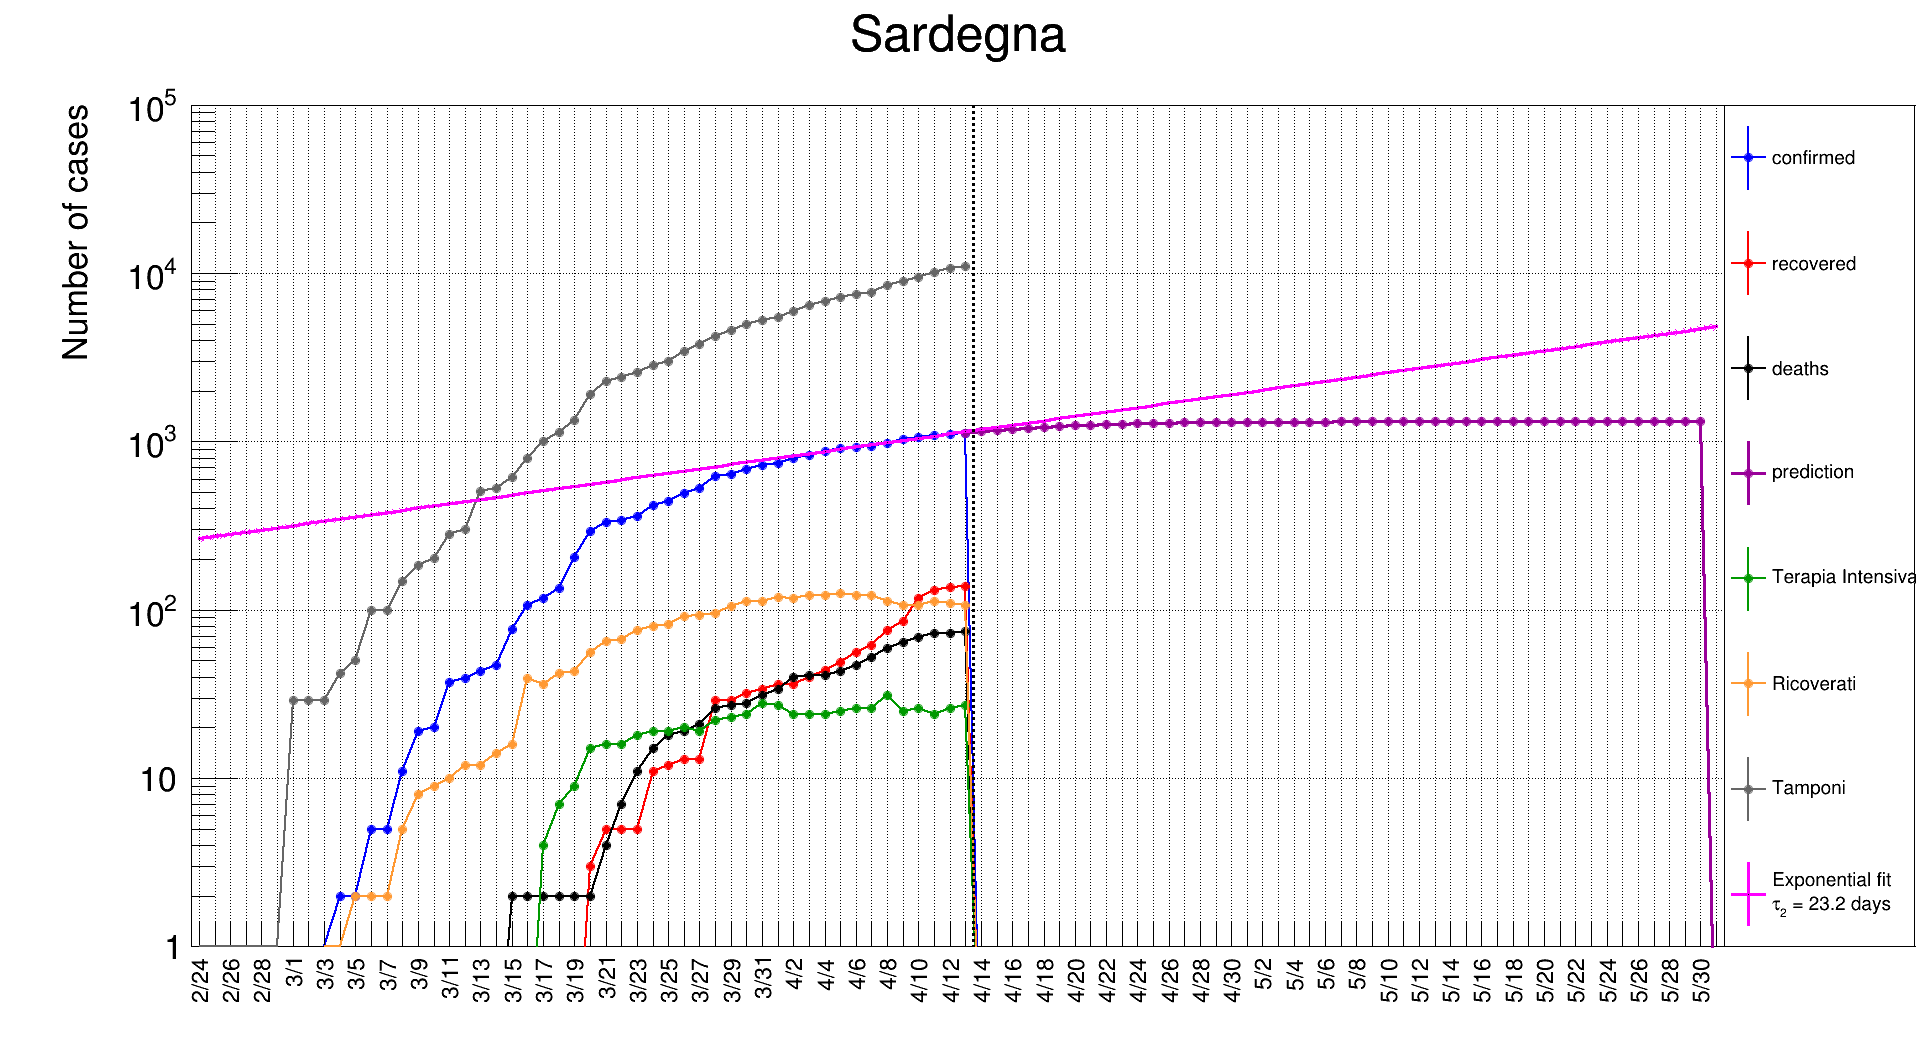 Sardegna
Number of cases
10^5
10^4
10^3
10^2
10
1
2/24 2/26 2/28 3/1 3/3 3/5 3/7 3/9 3/11 3/13 3/15 3/17 3/19 3/21 3/23 3/25 3/27 3/29 3/31 4/2 4/4 4/6 4/8 4/10 4/12 4/14 4/16 4/18 4/20 4/22 4/24 4/26 4/28 4/30 5/2 5/4 5/6 5/8 5/10 5/12 5/14 5/16 5/18 5/20 5/22 5/24 5/26 5/28 5/30
confirmed
recovered
deaths
prediction
Terapia Intensiva
Ricoverati
Tamponi
Exponential fit
τ₂ = 23.2 days